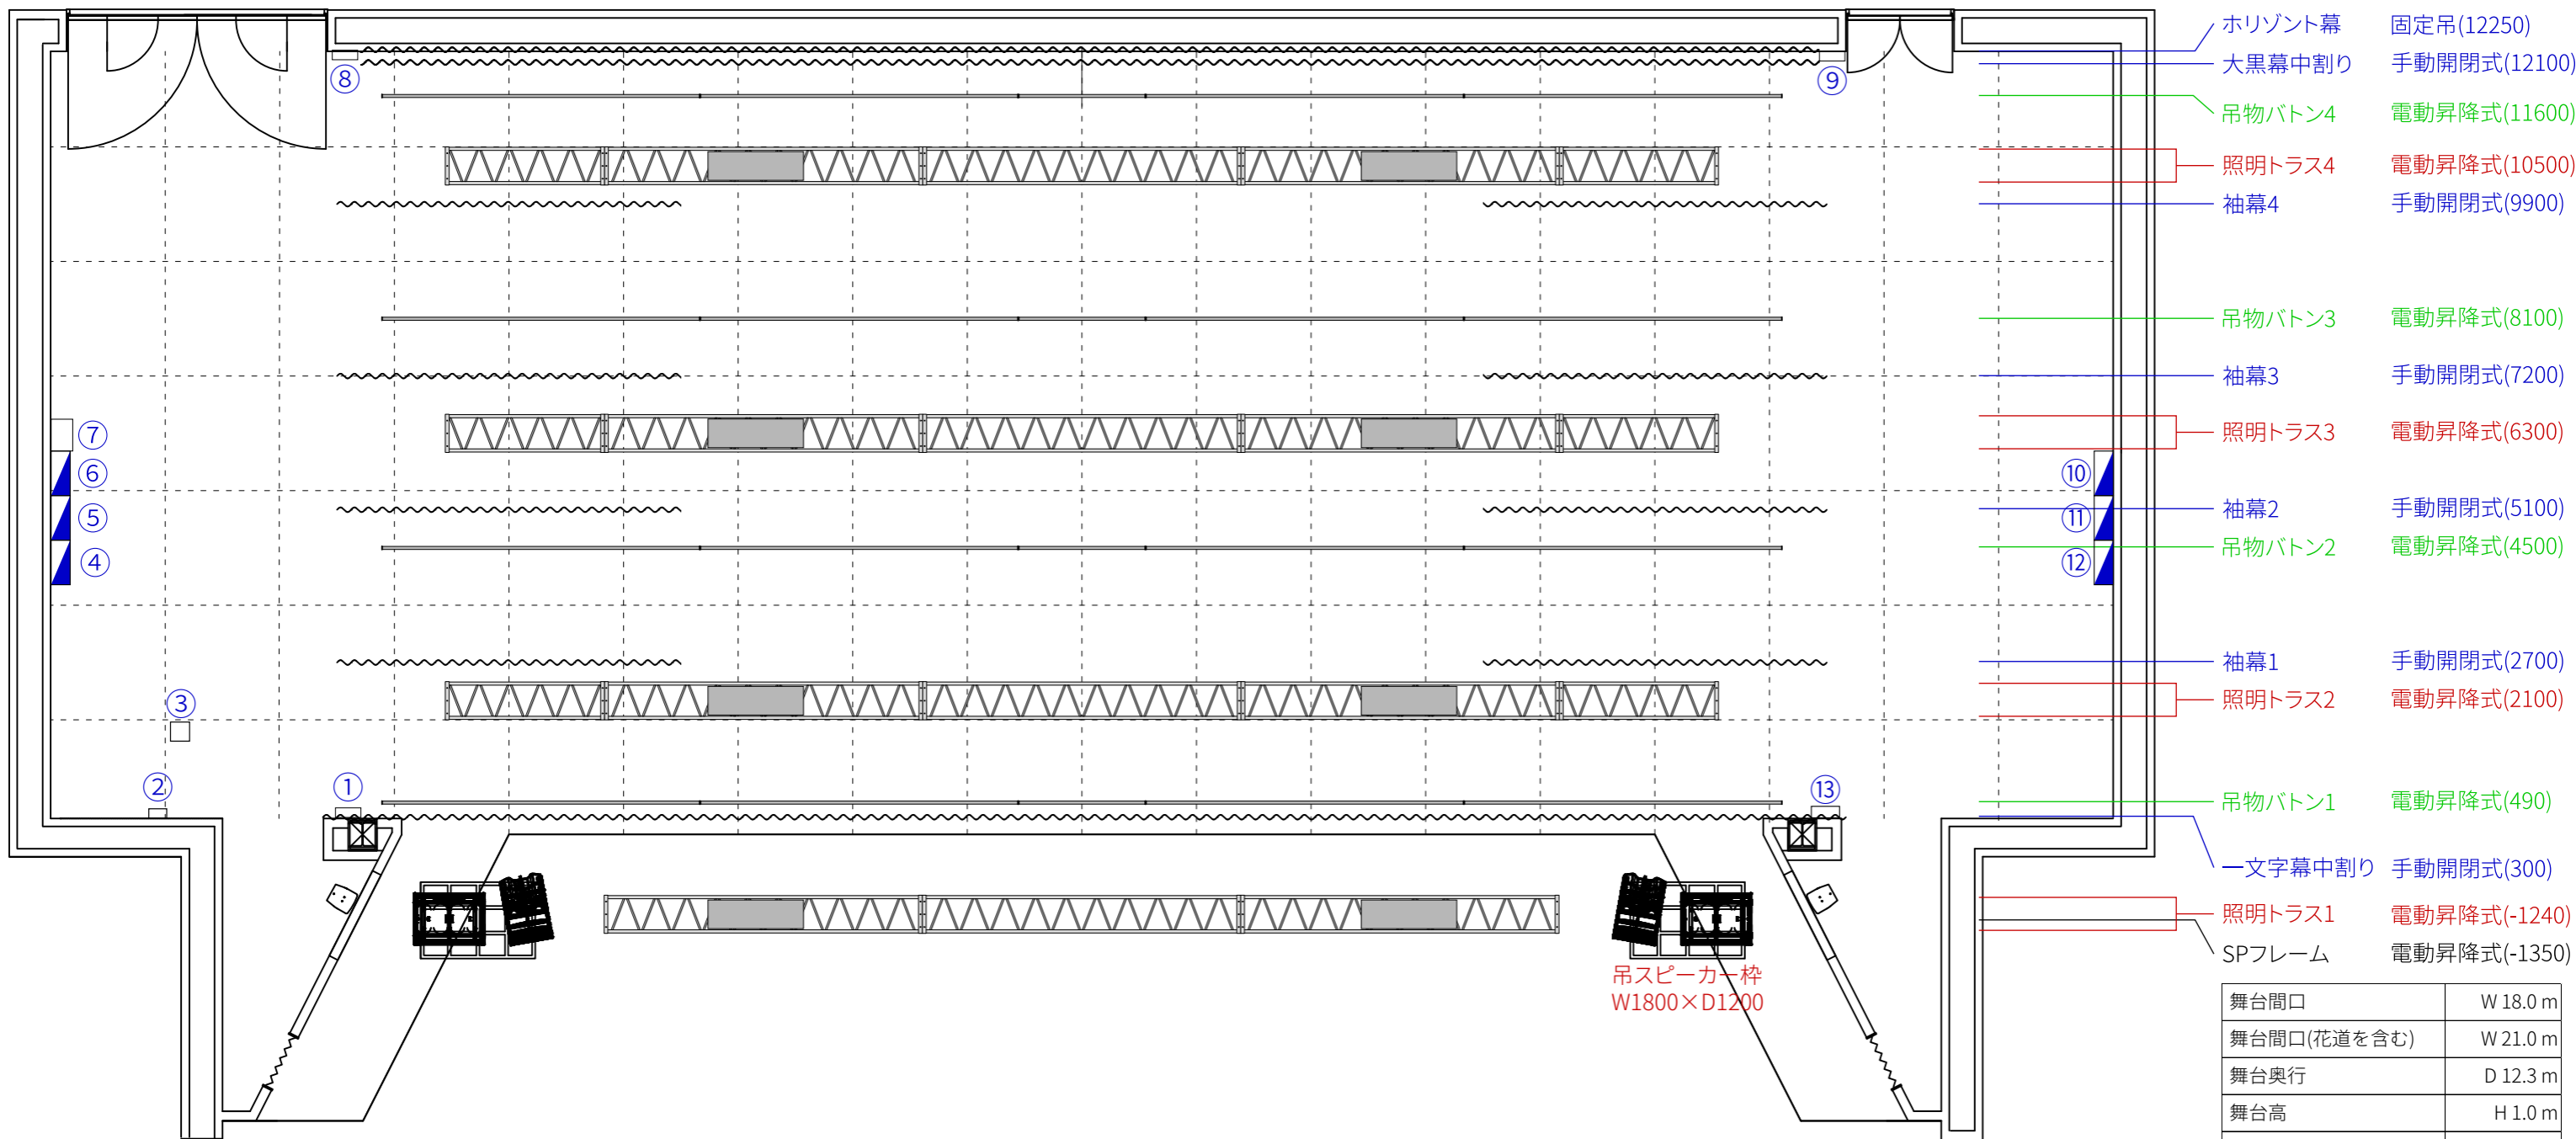 ホリゾント幕 固定吊(12250)
大黒幕中割り 手動開閉式(12100)
吊物バトン4 電動昇降式(11600)
照明トラス4 電動昇降式(10500)
袖幕4 手動開閉式(9900)
吊物バトン3 電動昇降式(8100)
袖幕3 手動開閉式(7200)
照明トラス3 電動昇降式(6300)
袖幕2 手動開閉式(5100)
吊物バトン2 電動昇降式(4500)
袖幕1 手動開閉式(2700)
照明トラス2 電動昇降式(2100)
吊物バトン1 電動昇降式(490)
一文字幕中割り 手動開閉式(300)
照明トラス1 電動昇降式(-1240)
SPフレーム 電動昇降式(-1350)
⑧
⑨
⑦
⑥
⑤
④
③
②
①
⑩
⑪
⑫
⑬
吊スピーカー枠
W1800×D1200
舞台間口 W 18.0 m
舞台間口(花道を含む) W 21.0 m
舞台奥行 D 12.3 m
舞台高 H 1.0 m